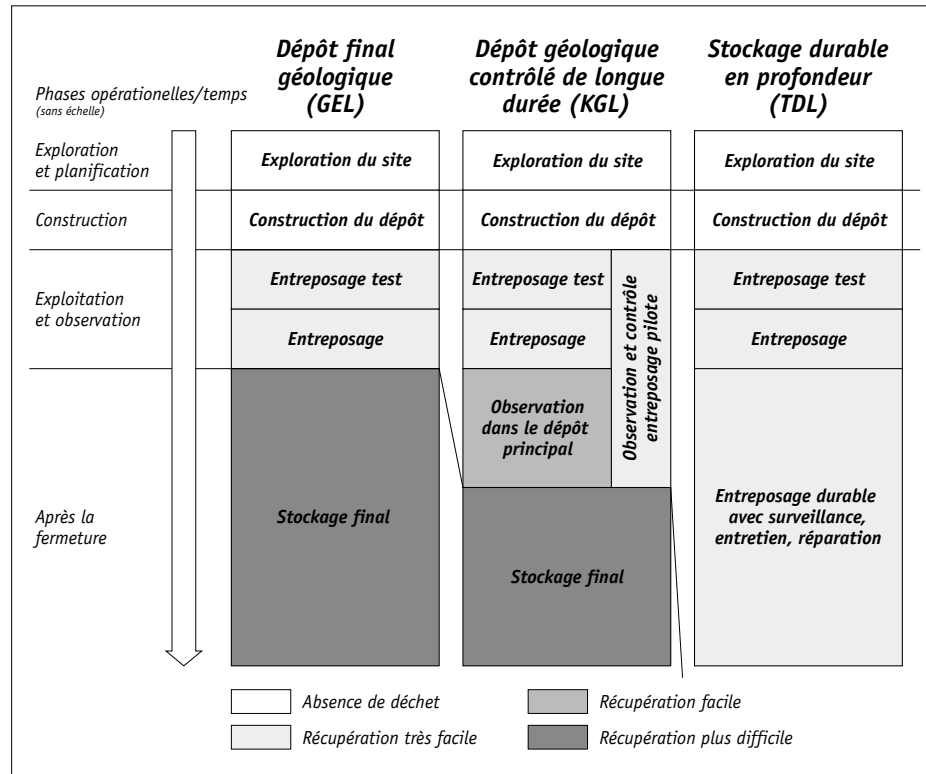 Dépôt final
géologique
(GEL)
Dépôt géologique
contrôlé de longue
durée (KGL)
Stockage durable
en profondeur
(TDL)
Phases opérationelles/temps
(sans échelle)
Exploration
et planification
Exploration du site
Exploration du site
Exploration du site
Construction
Construction du dépôt
Construction du dépôt
Construction du dépôt
Exploitation
et observation
Entreposage test
Entreposage test
Entreposage test
Entreposage
Entreposage
Entreposage
Observation et contrôle
entreposage pilote
Observation
dans le dépôt
principal
Après la
fermeture
Stockage final
Stockage final
Entreposage durable
avec surveillance,
entretien, réparation
Absence de déchet
Récupération facile
Récupération très facile
Récupération plus difficile